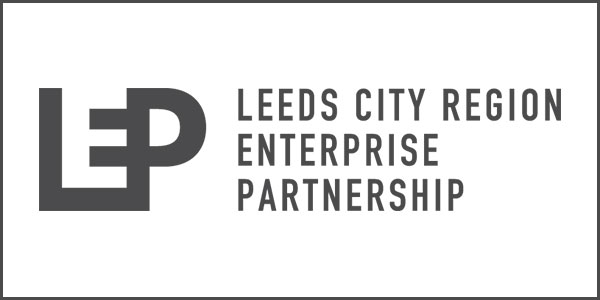 LEP
LEEDS CITY REGION
ENTERPRISE
PARTNERSHIP